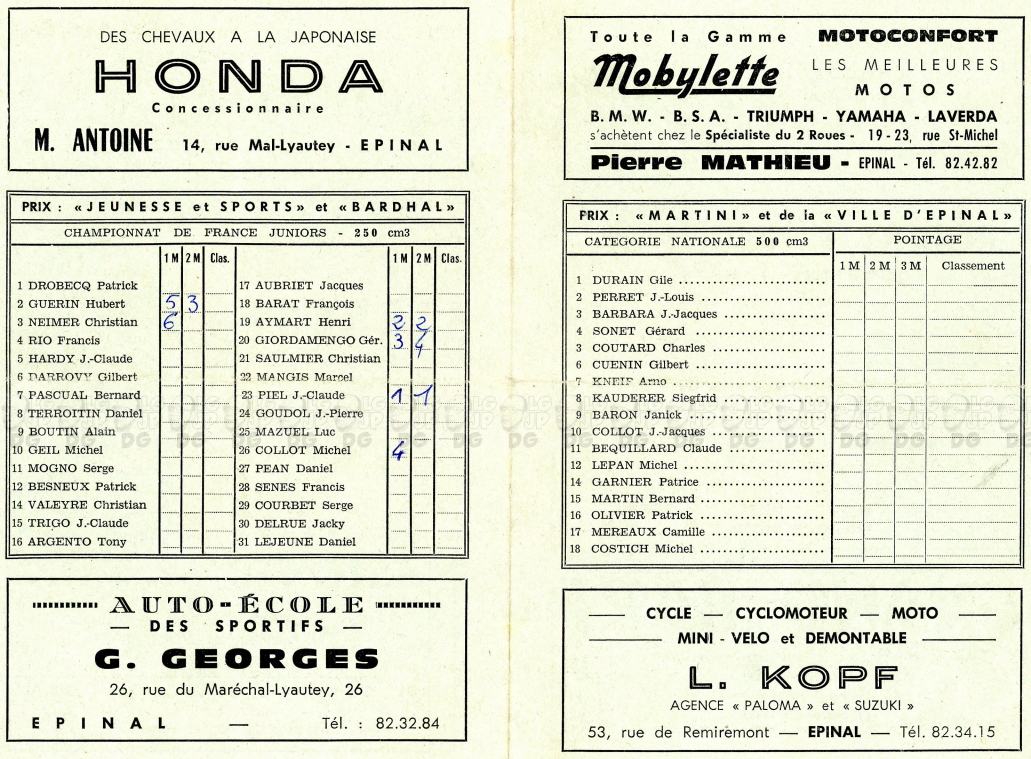 DES CHEVAUX A LA JAPONAISE
HONDA
Concessionnaire
M. ANTOINE 14, rue Mal-Lyautey - EPINAL
PRIX : «JEUNESSE et SPORTS» et «BARDHAL»
CHAMPIONNAT DE FRANCE JUNIORS - 250 cm3
1 M 2 M Clas. 1 M 2 M Clas.
1 DROBECQ Patrick
2 GUERIN Hubert 5 3
3 NEIMER Christian 6
4 RIO Francis
5 HARDY J.-Claude
6 DARROVY Gilbert
7 PASCUAL Bernard
8 TERROITIN Daniel
9 BOUTIN Alain
10 GEIL Michel
11 MOGNO Serge
12 BESNEUX Patrick
14 VALEYRE Christian
15 TRIGO J.-Claude
16 ARGENTO Tony
17 AUBRIET Jacques
18 BARAT François
19 AYMART Henri 2 2
20 GIORDAMENGO Gér. 3 4
21 SAULMIER Christian
22 MANGIS Marcel
23 PIEL J.-Claude 1 1
24 GOUDOL J.-Pierre
25 MAZUEL Luc
26 COLLOT Michel 4
27 PEAN Daniel
28 SENES Francis
29 COURBET Serge
30 DELRUE Jacky
31 LEJEUNE Daniel
AUTO-ÉCOLE
— DES SPORTIFS —
G. GEORGES
26, rue du Maréchal-Lyautey, 26
EPINAL — Tél. : 82.32.84
Toute la Gamme MOTOCONFORT
Mobylette LES MEILLEURES
MOTOS
B.M.W. - B.S.A. - TRIUMPH - YAMAHA - LAVERDA
s'achètent chez le Spécialiste du 2 Roues - 19-23, rue St-Michel
Pierre MATHIEU - EPINAL - Tél. 82.42.82
PRIX : «MARTINI» et de la «VILLE D'EPINAL»
CATEGORIE NATIONALE 500 cm3 POINTAGE
1 M 2 M 3 M Classement
1 DURAIN Gile
2 PERRET J.-Louis
3 BARBARA J.-Jacques
4 SONET Gérard
3 COUTARD Charles
6 CUENIN Gilbert
7 KNEIF Arno
8 KAUDERER Siegfrid
9 BARON Janick
10 COLLOT J.-Jacques
11 BEQUILLARD Claude
12 LEPAN Michel
14 GARNIER Patrice
15 MARTIN Bernard
16 OLIVIER Patrick
17 MEREAUX Camille
18 COSTICH Michel
— CYCLE — CYCLOMOTEUR — MOTO —
— MINI - VELO et DEMONTABLE —
L. KOPF
AGENCE « PALOMA » et « SUZUKI »
53, rue de Remiremont — EPINAL — Tél. 82.34.15